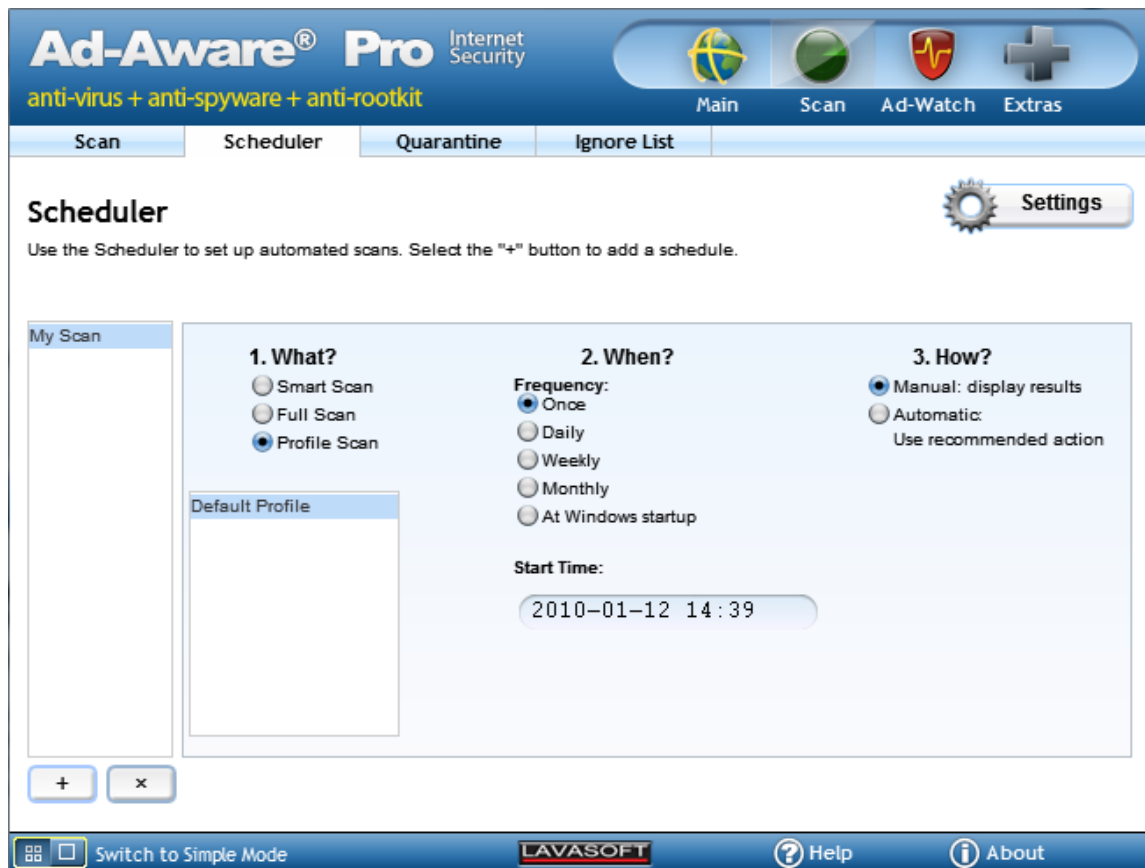 Ad-Aware® Pro Internet Security
anti-virus + anti-spyware + anti-rootkit
Main Scan Ad-Watch Extras
Scan Scheduler Quarantine Ignore List
Scheduler
Settings
Use the Scheduler to set up automated scans. Select the "+" button to add a schedule.
My Scan
1. What?
Smart Scan
Full Scan
Profile Scan
Default Profile
2. When?
Frequency:
Once
Daily
Weekly
Monthly
At Windows startup
Start Time:
2010-01-12 14:39
3. How?
Manual: display results
Automatic:
Use recommended action
+ ×
Switch to Simple Mode
LAVASOFT
? Help
i About